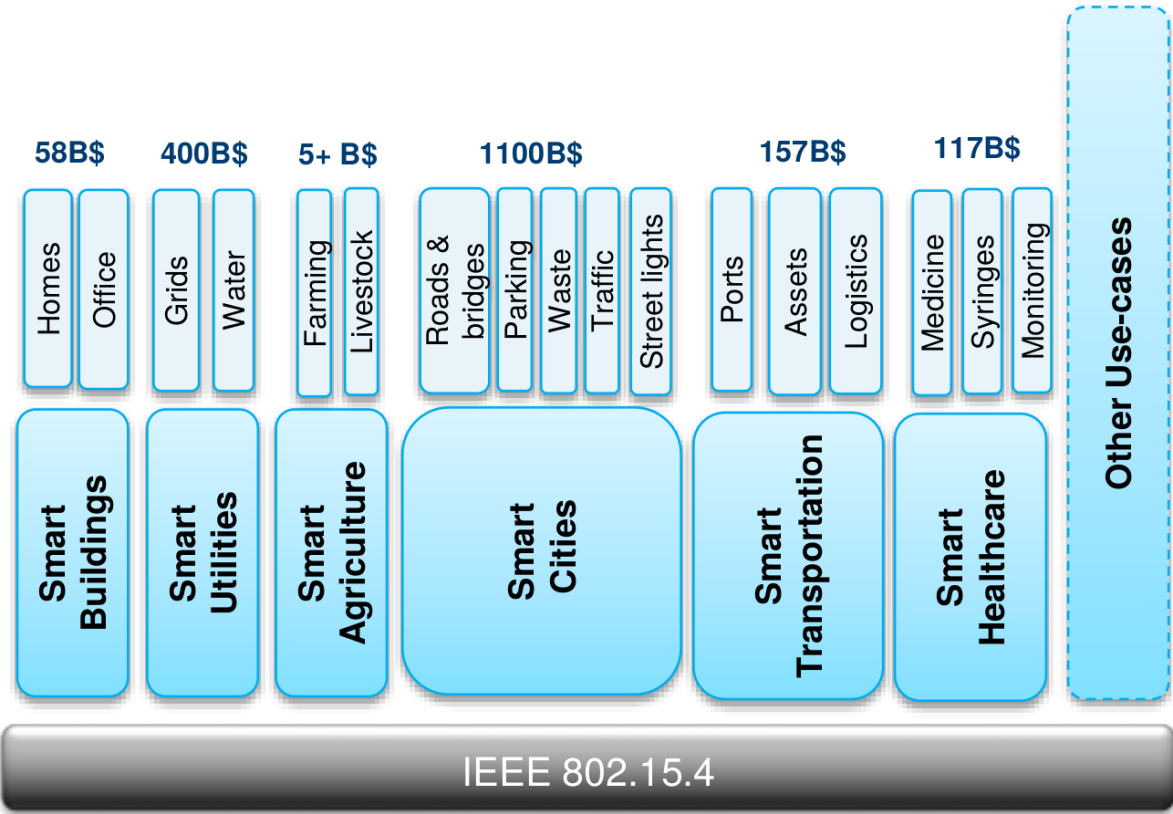 58B$
400B$
5+ B$
1100B$
157B$
117B$
Homes
Office
Grids
Water
Farming
Livestock
Roads &
bridges
Parking
Waste
Traffic
Street lights
Ports
Assets
Logistics
Medicine
Syringes
Monitoring
Other Use-cases
Smart
Buildings
Smart
Utilities
Smart
Agriculture
Smart
Cities
Smart
Transportation
Smart
Healthcare
IEEE 802.15.4